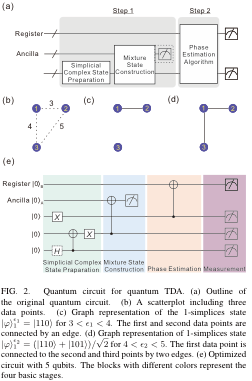 (a)
Step 1
Step 2
Register
Ancilla
Simplicial
Complex State
Preparation
Mixture
State
Construction
Phase
Estimation
Algorithm
(b)
(c)
(d)
1
3
2
4
5
3
1
2
3
1
2
3
(e)
Register |0⟩
Ancilla |0⟩
|0⟩
X
|0⟩
X
|0⟩
H
Simplicial Complex
State Preparation
Mixture State
Construction
Phase Estimation
Measurement
FIG. 2. Quantum circuit for quantum TDA. (a) Outline of
the original quantum circuit. (b) A scatterplot including three
data points. (c) Graph representation of the 1-simplices state
|φ⟩₁^ε₁ = |110⟩ for 3 < ε₁ < 4. The first and second data points are
connected by an edge. (d) Graph representation of 1-simplices state
|φ⟩₁^ε₂ = (|110⟩ + |101⟩)/√2 for 4 < ε₂ < 5. The first data point is
connected to the second and third points by two edges. (e) Optimized
circuit with 5 qubits. The blocks with different colors represent the
four basic stages.